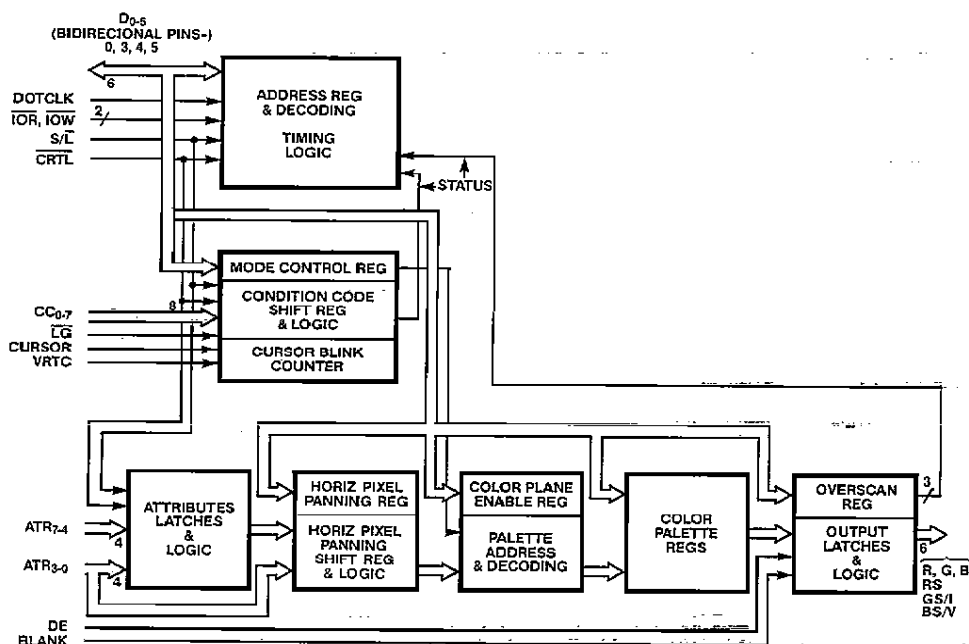 D0-5
(BIDIRECIONAL PINS-)
0, 3, 4, 5
6
DOTCLK
IOR, IOW
2
S/L
CRTL
ADDRESS REG
& DECODING
TIMING
LOGIC
STATUS
MODE CONTROL REG
CONDITION CODE
SHIFT REG
& LOGIC
CURSOR BLINK
COUNTER
8
CC0-7
LG
CURSOR
VRTC
ATTRIBUTES
LATCHES
&
LOGIC
ATR7-4
4
ATR3-0
4
HORIZ PIXEL
PANNING REG
HORIZ PIXEL
PANNING
SHIFT REG
& LOGIC
COLOR PLANE
ENABLE REG
PALETTE
ADDRESS
& DECODING
COLOR
PALETTE
REGS
OVERSCAN
REG
OUTPUT
LATCHES
&
LOGIC
3
6
R, G, B
RS
GS/I
BS/V
DE
BLANK